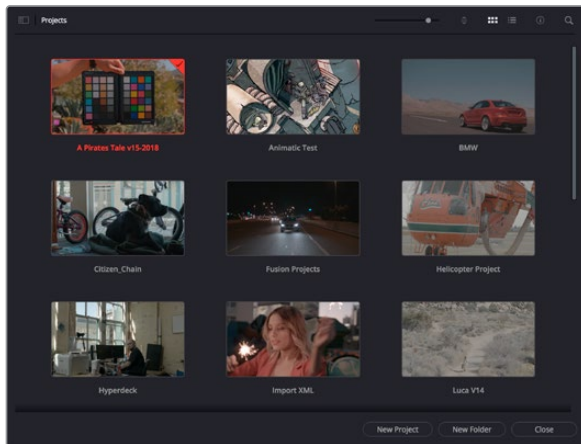 Projects
A Pirates Tale v15-2018
Animatic Test
BMW
Citizen_Chain
Fusion Projects
Helicopter Project
Hyperdeck
Import XML
Luca V14
New Project
New Folder
Close